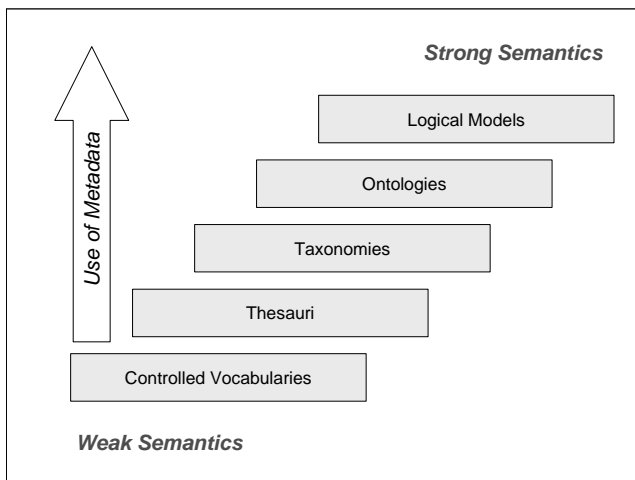 Strong Semantics
Logical Models
Ontologies
Use of Metadata
Taxonomies
Thesauri
Controlled Vocabularies
Weak Semantics